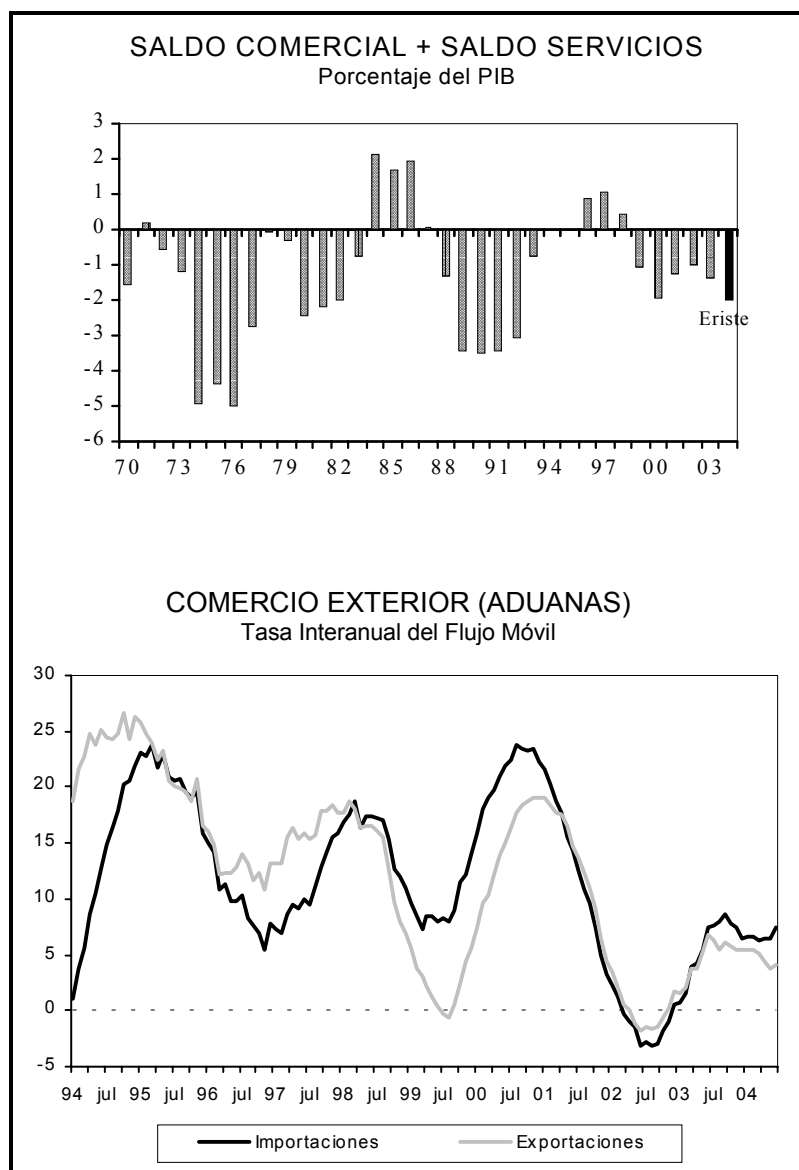 SALDO COMERCIAL + SALDO SERVICIOS
Porcentaje del PIB
3
2
1
0
-1
-2
-3
-4
-5
-6
Eriste
70 73 76 79 82 85 88 91 94 97 00 03
COMERCIO EXTERIOR (ADUANAS)
Tasa Interanual del Flujo Móvil
30
25
20
15
10
5
0
-5
94 jul 95 jul 96 jul 97 jul 98 jul 99 jul 00 jul 01 jul 02 jul 03 jul 04
Importaciones Exportaciones